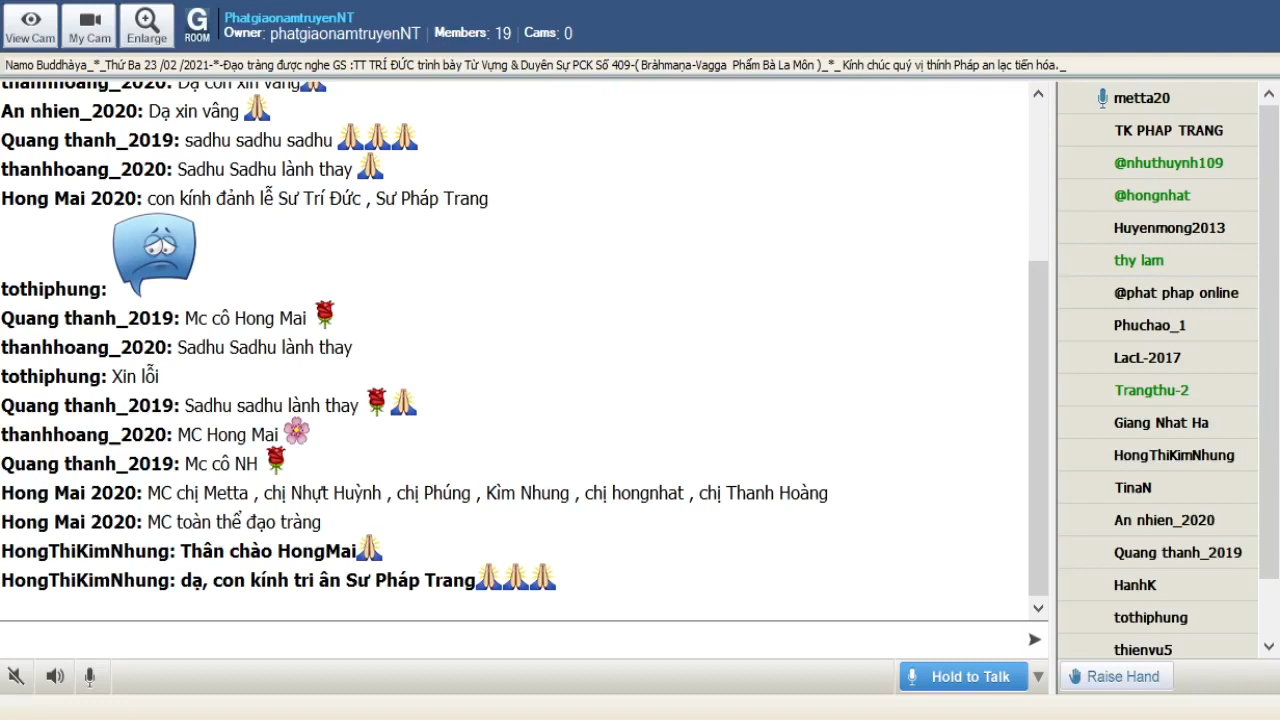 View Cam
My Cam
Enlarge
G
ROOM
PhatgiaonamtruyenNT
Owner: phatgiaonamtruyenNT Members: 19 Cams: 0
Namo Buddhàya_*_Thứ Ba 23 /02 /2021-*-Đạo tràng được nghe GS :TT TRÍ ĐỨC trình bày Từ Vựng & Duyên Sự PCK Số 409-( Bràhmaṇa-Vagga Phẩm Bà La Môn )_*_ Kính chúc quý vị thính Pháp an lạc tiến hóa._
thanhhoang_2020: Dạ con xin vâng
An nhien_2020: Dạ xin vâng
Quang thanh_2019: sadhu sadhu sadhu
thanhhoang_2020: Sadhu Sadhu lành thay
Hong Mai 2020: con kính đảnh lễ Sư Trí Đức , Sư Pháp Trang
tothiphung:
Quang thanh_2019: Mc cô Hong Mai
thanhhoang_2020: Sadhu Sadhu lành thay
tothiphung: Xin lỗi
Quang thanh_2019: Sadhu sadhu lành thay
thanhhoang_2020: MC Hong Mai
Quang thanh_2019: Mc cô NH
Hong Mai 2020: MC chị Metta , chị Nhựt Huỳnh , chị Phúng , Kìm Nhung , chị hongnhat , chị Thanh Hoàng
Hong Mai 2020: MC toàn thể đạo tràng
HongThiKimNhung: Thân chào HongMai
HongThiKimNhung: dạ, con kính tri ân Sư Pháp Trang
metta20
TK PHAP TRANG
@nhuthuynh109
@hongnhat
Huyenmong2013
thy lam
@phat phap online
Phuchao_1
LacL-2017
Trangthu-2
Giang Nhat Ha
HongThiKimNhung
TinaN
An nhien_2020
Quang thanh_2019
HanhK
tothiphung
thienvu5
Hold to Talk
Raise Hand